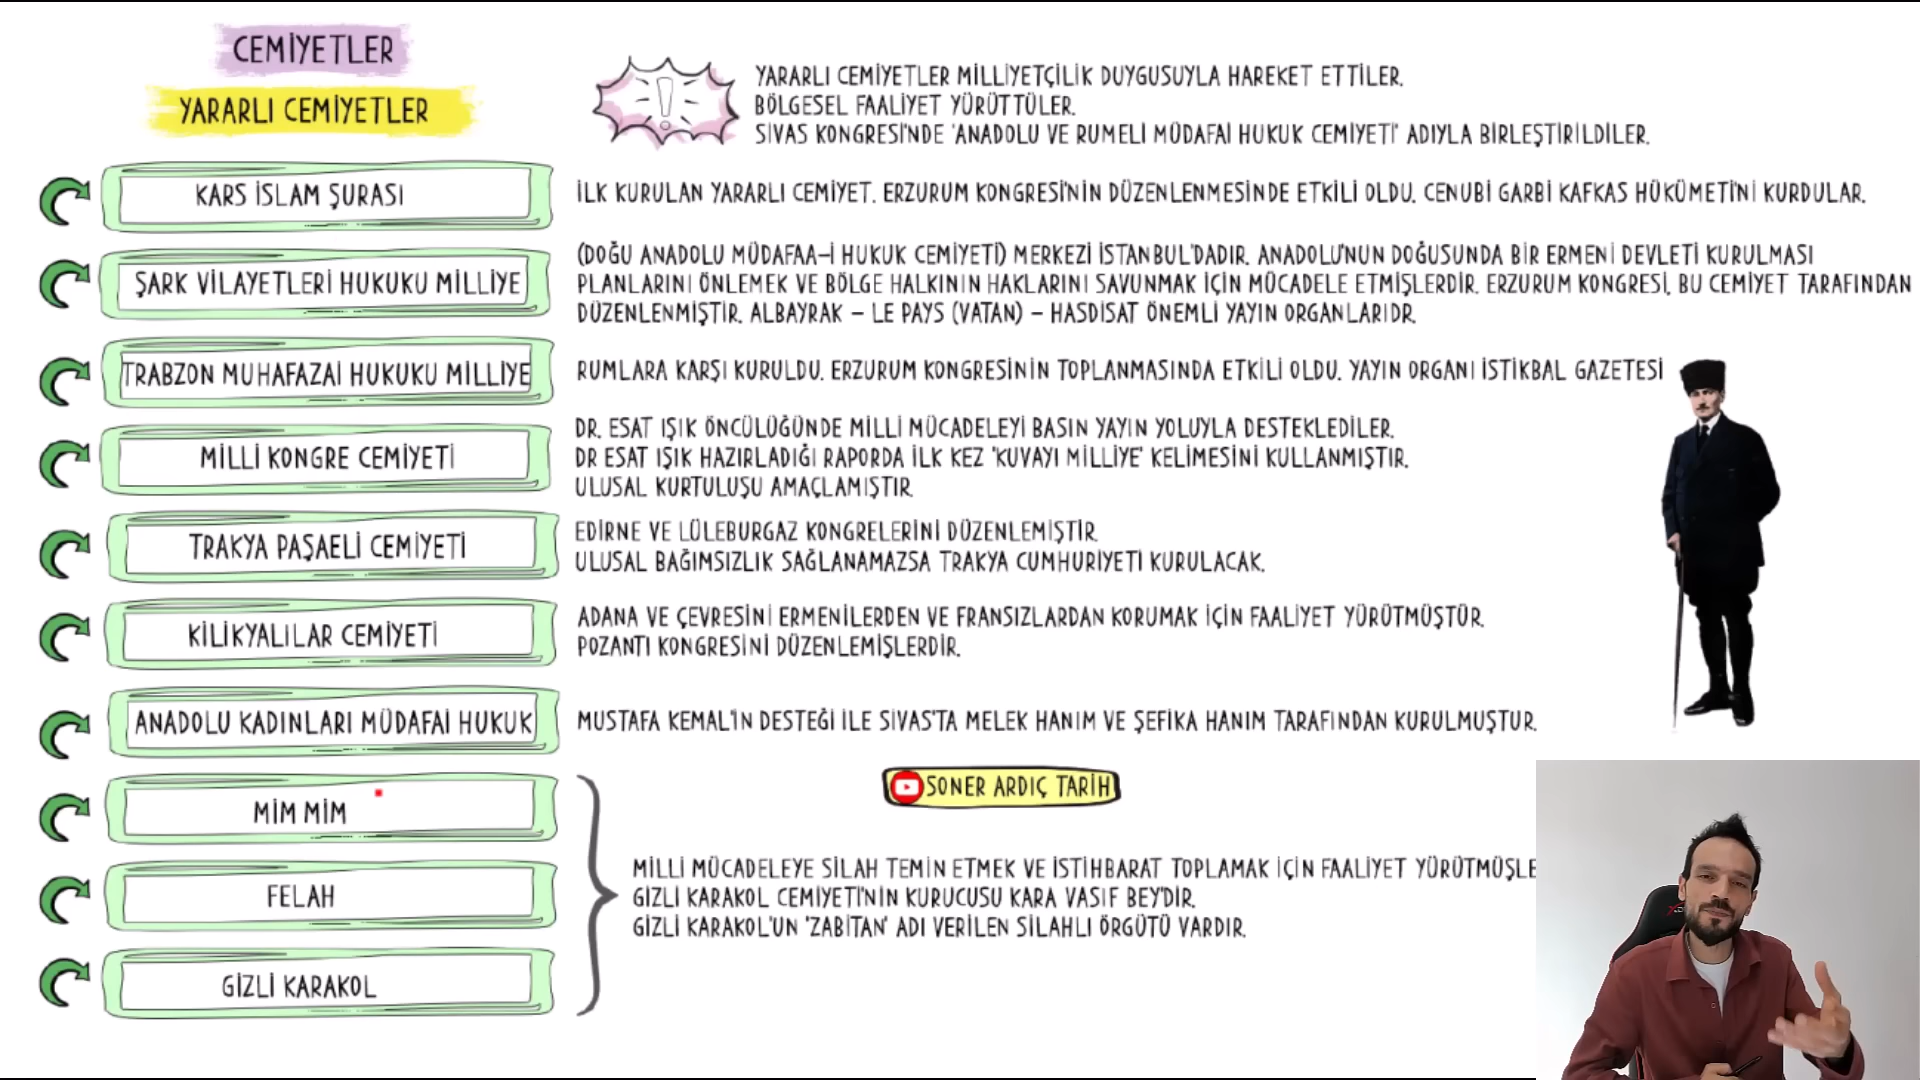 CEMİYETLER
YARARLI CEMİYETLER
YARARLI CEMİYETLER MİLLİYETÇİLİK DUYGUSUYLA HAREKET ETTİLER.
BÖLGESEL FAALİYET YÜRÜTTÜLER.
SİVAS KONGRESİ'NDE 'ANADOLU VE RUMELİ MÜDAFAİ HUKUK CEMİYETİ' ADIYLA BİRLEŞTİRİLDİLER.
KARS İSLAM ŞURASI
İLK KURULAN YARARLI CEMİYET. ERZURUM KONGRESİ'NİN DÜZENLENMESİNDE ETKİLİ OLDU. CENUBİ GARBİ KAFKAS HÜKÜMETİ'Nİ KURDULAR.
ŞARK VİLAYETLERİ HUKUKU MİLLİYE
(DOĞU ANADOLU MÜDAFAA-İ HUKUK CEMİYETİ) MERKEZİ İSTANBUL'DADIR. ANADOLU'NUN DOĞUSUNDA BİR ERMENİ DEVLETİ KURULMASI
PLANLARINI ÖNLEMEK VE BÖLGE HALKININ HAKLARINI SAVUNMAK İÇİN MÜCADELE ETMİŞLERDİR. ERZURUM KONGRESİ, BU CEMİYET TARAFINDAN
DÜZENLENMİŞTİR. ALBAYRAK – LE PAYS (VATAN) – HASDİSAT ÖNEMLİ YAYIN ORGANLARIDR.
TRABZON MUHAFAZAİ HUKUKU MİLLİYE
RUMLARA KARŞI KURULDU. ERZURUM KONGRESİNİN TOPLANMASINDA ETKİLİ OLDU. YAYIN ORGANI İSTİKBAL GAZETESİ
MİLLİ KONGRE CEMİYETİ
DR. ESAT IŞIK ÖNCÜLÜĞÜNDE MİLLİ MÜCADELEYİ BASIN YAYIN YOLUYLA DESTEKLEDİLER.
DR ESAT IŞIK HAZIRLADIĞI RAPORDA İLK KEZ 'KUVAYI MİLLİYE' KELİMESİNİ KULLANMIŞTIR.
ULUSAL KURTULUŞU AMAÇLAMIŞTIR.
TRAKYA PAŞAELİ CEMİYETİ
EDİRNE VE LÜLEBURGAZ KONGRELERİNİ DÜZENLEMİŞTİR.
ULUSAL BAĞIMSIZLIK SAĞLANAMAZSA TRAKYA CUMHURİYETİ KURULACAK.
KİLİKYALILAR CEMİYETİ
ADANA VE ÇEVRESİNİ ERMENİLERDEN VE FRANSIZLARDAN KORUMAK İÇİN FAALİYET YÜRÜTMÜŞTÜR.
POZANTI KONGRESİNİ DÜZENLEMİŞLERDİR.
ANADOLU KADINLARI MÜDAFAİ HUKUK
MUSTAFA KEMAL'İN DESTEĞİ İLE SİVAS'TA MELEK HANIM VE ŞEFİKA HANIM TARAFINDAN KURULMUŞTUR.
SONER ARDIÇ TARİH
MİM MİM
FELAH
GİZLİ KARAKOL
MİLLİ MÜCADELEYE SİLAH TEMİN ETMEK VE İSTİHBARAT TOPLAMAK İÇİN FAALİYET YÜRÜTMÜŞLE
GİZLİ KARAKOL CEMİYETİ'NİN KURUCUSU KARA VASIF BEY'DİR.
GİZLİ KARAKOL'UN 'ZABİTAN' ADI VERİLEN SİLAHLI ÖRGÜTÜ VARDIR.